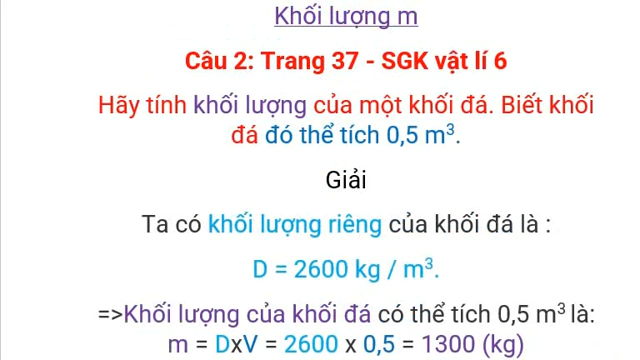 Khối lượng m
Câu 2: Trang 37 - SGK vật lí 6
Hãy tính khối lượng của một khối đá. Biết khối
đá đó thể tích 0,5 m³.
Giải
Ta có khối lượng riêng của khối đá là :
D = 2600 kg / m³.
=>Khối lượng của khối đá có thể tích 0,5 m³ là:
m = DxV = 2600 x 0,5 = 1300 (kg)